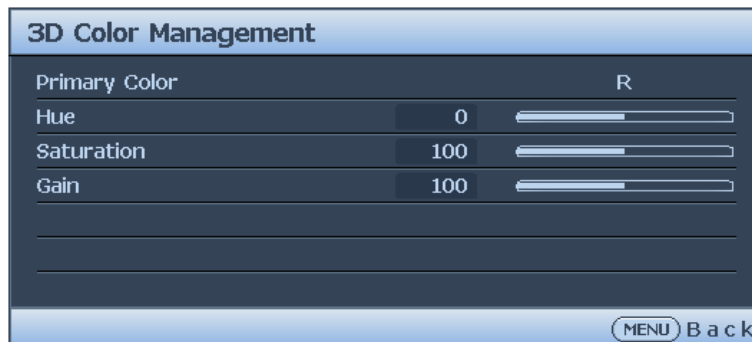 3D Color Management
Primary Color R
Hue 0
Saturation 100
Gain 100
MENU Back